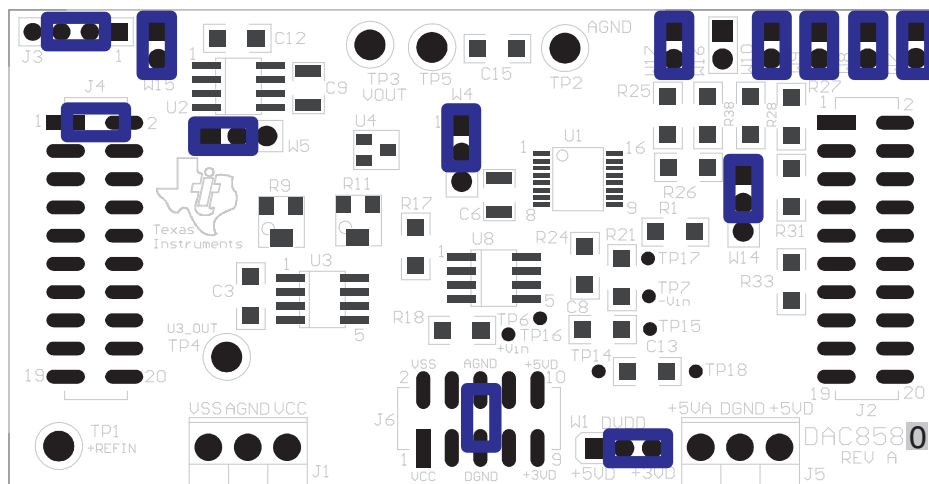 J3
1
W15
C12
TP3
VOUT
TP5
C15
TP2
AGND
W17
W10
R27
J4
1
2
U2
1
C9
W5
U4
W4
1
U1
1
16
8
9
R25
R38
R28
1
2
R26
Texas
Instruments
R9
R11
R17
C6
R24
R21
R1
W14
R31
R33
U3
1
5
C3
U8
1
5
TP17
TP7
-Vin
C8
TP15
U3_OUT
TP4
R18
TP6
+Vin
TP16
TP14
C13
TP18
19
20
19
20
J2
VSS
AGND
+5VD
2
10
J6
1
9
VCC
DGND
+3VD
TP1
+REFIN
VSS AGND VCC
J1
W1
DVDD
+5VD
+3VD
+5VA DGND +5VD
J5
DAC8580
REV A